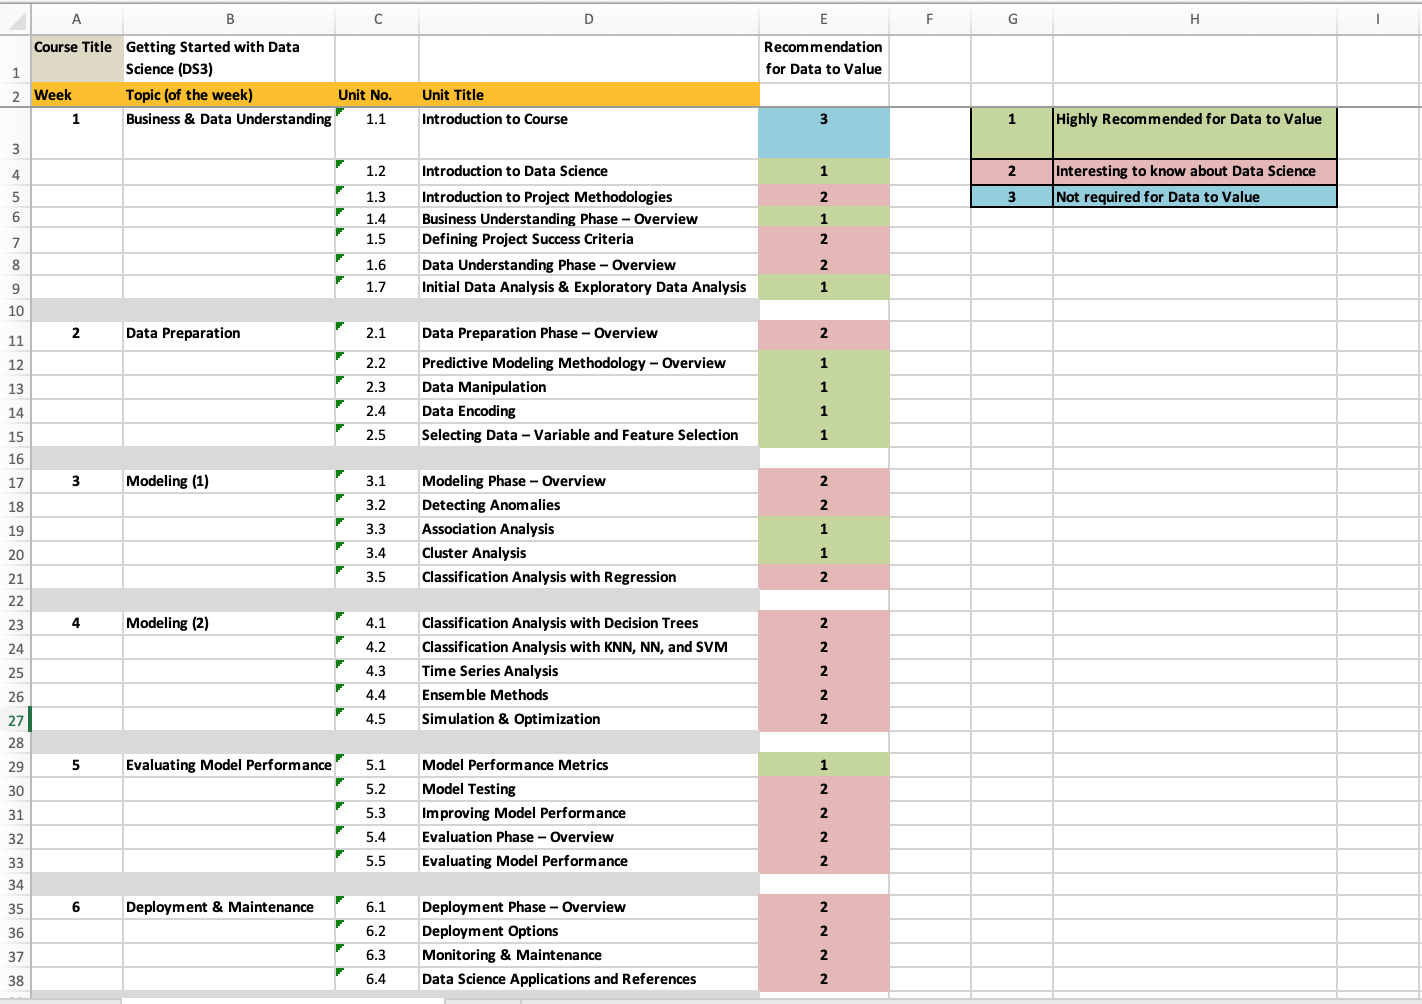 A B C D E F G H I
1 Course Title Getting Started with Data Science (DS3) Recommendation for Data to Value
2 Week Topic (of the week) Unit No. Unit Title
3 1 Business & Data Understanding 1.1 Introduction to Course 3 1 Highly Recommended for Data to Value
4 1.2 Introduction to Data Science 1 2 Interesting to know about Data Science
5 1.3 Introduction to Project Methodologies 2 3 Not required for Data to Value
6 1.4 Business Understanding Phase – Overview 1
7 1.5 Defining Project Success Criteria 2
8 1.6 Data Understanding Phase – Overview 2
9 1.7 Initial Data Analysis & Exploratory Data Analysis 1
10
11 2 Data Preparation 2.1 Data Preparation Phase – Overview 2
12 2.2 Predictive Modeling Methodology – Overview 1
13 2.3 Data Manipulation 1
14 2.4 Data Encoding 1
15 2.5 Selecting Data – Variable and Feature Selection 1
16
17 3 Modeling (1) 3.1 Modeling Phase – Overview 2
18 3.2 Detecting Anomalies 2
19 3.3 Association Analysis 1
20 3.4 Cluster Analysis 1
21 3.5 Classification Analysis with Regression 2
22
23 4 Modeling (2) 4.1 Classification Analysis with Decision Trees 2
24 4.2 Classification Analysis with KNN, NN, and SVM 2
25 4.3 Time Series Analysis 2
26 4.4 Ensemble Methods 2
27 4.5 Simulation & Optimization 2
28
29 5 Evaluating Model Performance 5.1 Model Performance Metrics 1
30 5.2 Model Testing 2
31 5.3 Improving Model Performance 2
32 5.4 Evaluation Phase – Overview 2
33 5.5 Evaluating Model Performance 2
34
35 6 Deployment & Maintenance 6.1 Deployment Phase – Overview 2
36 6.2 Deployment Options 2
37 6.3 Monitoring & Maintenance 2
38 6.4 Data Science Applications and References 2